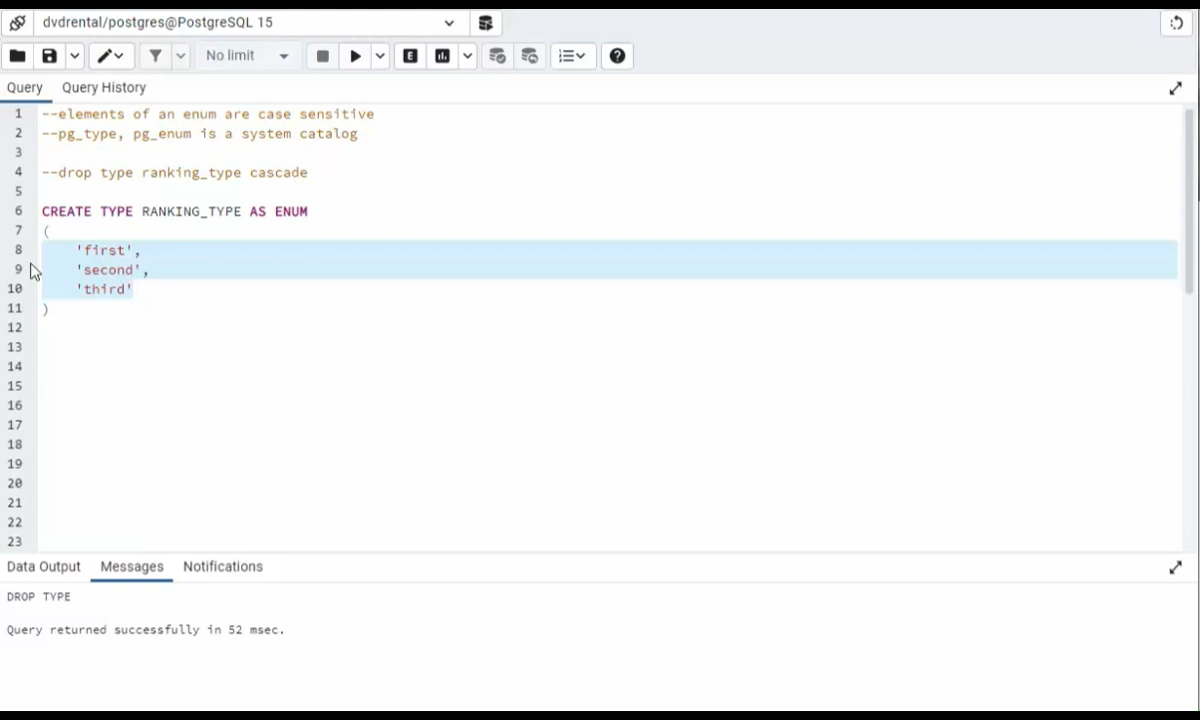 dvdrental/postgres@PostgreSQL 15
No limit
E
Query Query History
1 --elements of an enum are case sensitive
2 --pg_type, pg_enum is a system catalog
3
4 --drop type ranking_type cascade
5
6 CREATE TYPE RANKING_TYPE AS ENUM
7 (
8 'first',
9 'second',
10 'third'
11 )
12
13
14
15
16
17
18
19
20
21
22
23
Data Output Messages Notifications
DROP TYPE
Query returned successfully in 52 msec.